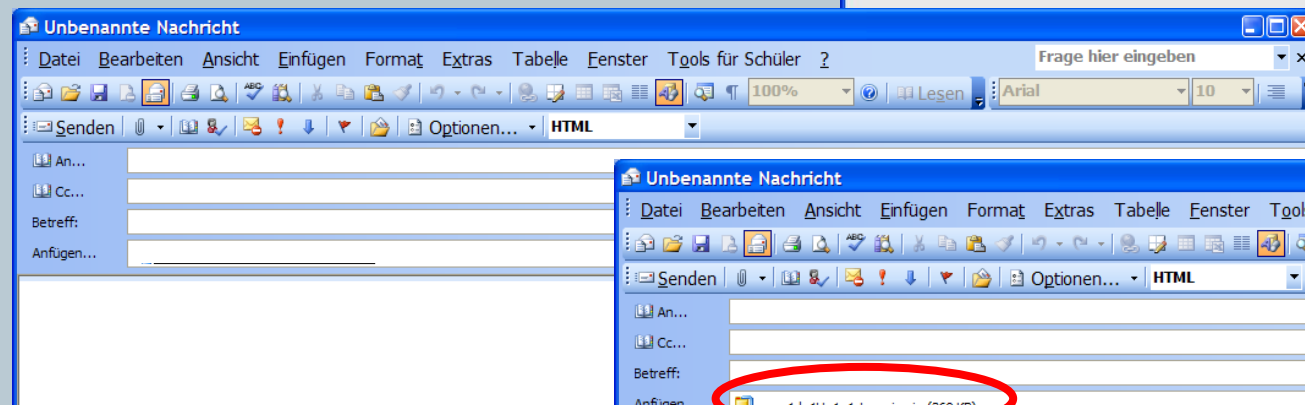 Unbenannte Nachricht
Datei Bearbeiten Ansicht Einfügen Format Extras Tabelle Fenster Tools für Schüler ? Frage hier eingeben
100% Lesen Arial 10
Senden Optionen... HTML
An...
Cc...
Betreff:
Anfügen...
Unbenannte Nachricht
Datei Bearbeiten Ansicht Einfügen Format Extras Tabelle Fenster
Senden Optionen... HTML
An...
Cc...
Betreff: